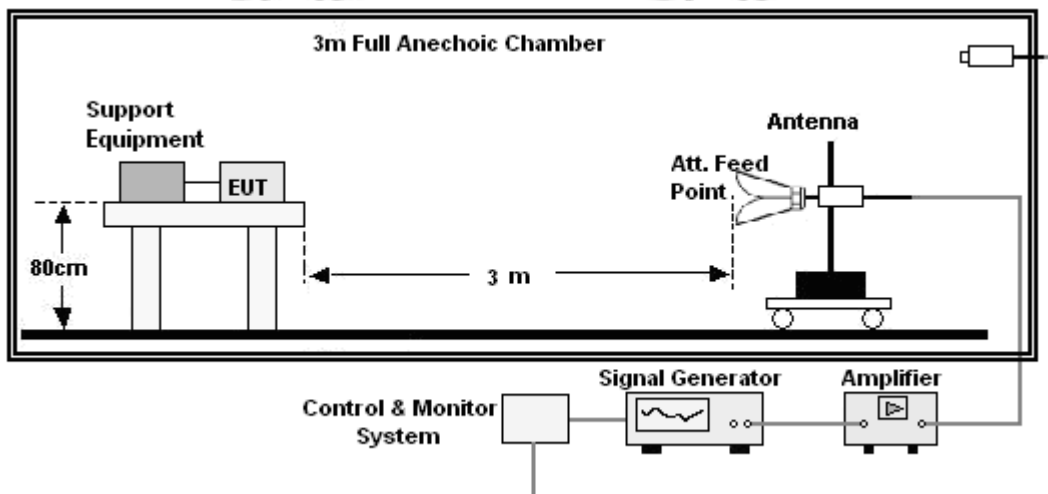 3m Full Anechoic Chamber
Support
Equipment
EUT
80cm
3 m
Antenna
Att. Feed
Point
Signal Generator
Amplifier
Control & Monitor
System